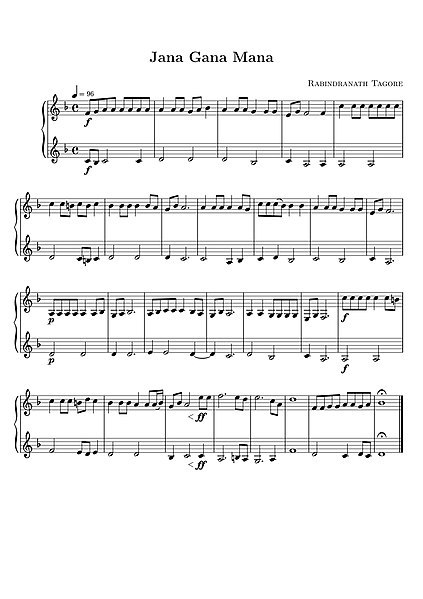 Jana Gana Mana
Rabindranath Tagore
♩ = 96
f
f
p
f
p
f
< ff
< ff